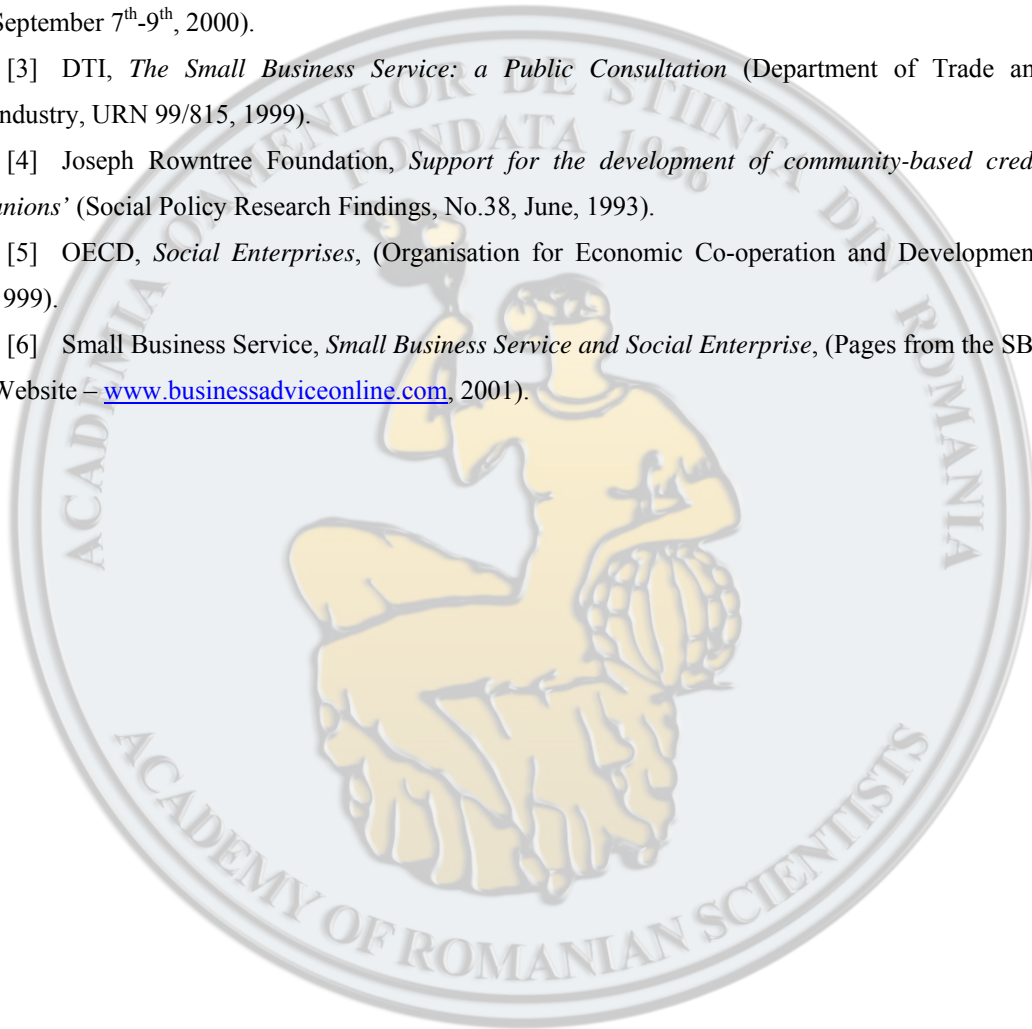 September 7th-9th, 2000).
[3] DTI, The Small Business Service: a Public Consultation (Department of Trade an
ndustry, URN 99/815, 1999).
[4] Joseph Rowntree Foundation, Support for the development of community-based cred
unions' (Social Policy Research Findings, No.38, June, 1993).
[5] OECD, Social Enterprises, (Organisation for Economic Co-operation and Developmen
999).
[6] Small Business Service, Small Business Service and Social Enterprise, (Pages from the SB
Website – www.businessadviceonline.com, 2001).
ACADEMIA OAMENILOR DE STIINTA DIN ROMANIA
FONDATA 1936
ACADEMY OF ROMANIAN SCIENTISTS